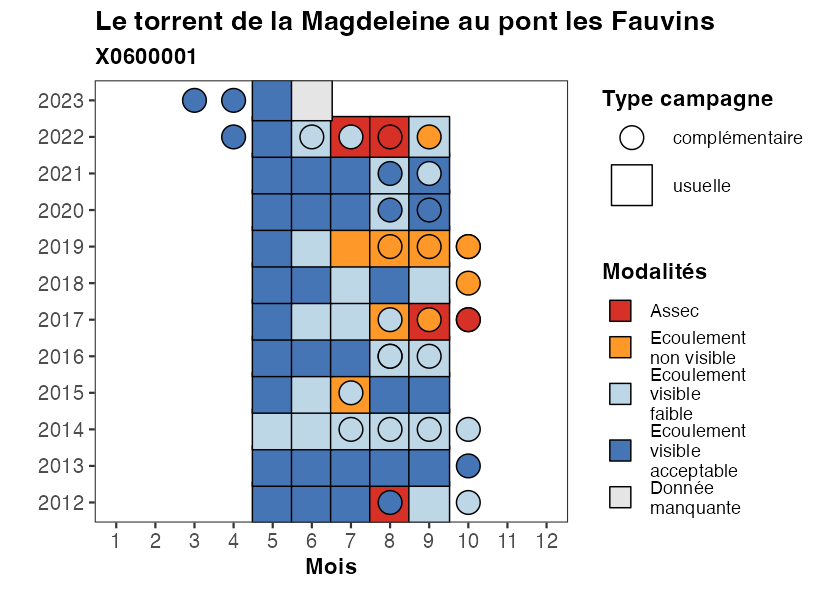 Le torrent de la Magdeleine au pont les Fauvins
X0600001
2023
2022
2021
2020
2019
2018
2017
2016
2015
2014
2013
2012
1 2 3 4 5 6 7 8 9 10 11 12
Mois
Type campagne
complémentaire
usuelle
Modalités
Assec
Ecoulement
non visible
Ecoulement
visible
faible
Ecoulement
visible
acceptable
Donnée
manquante